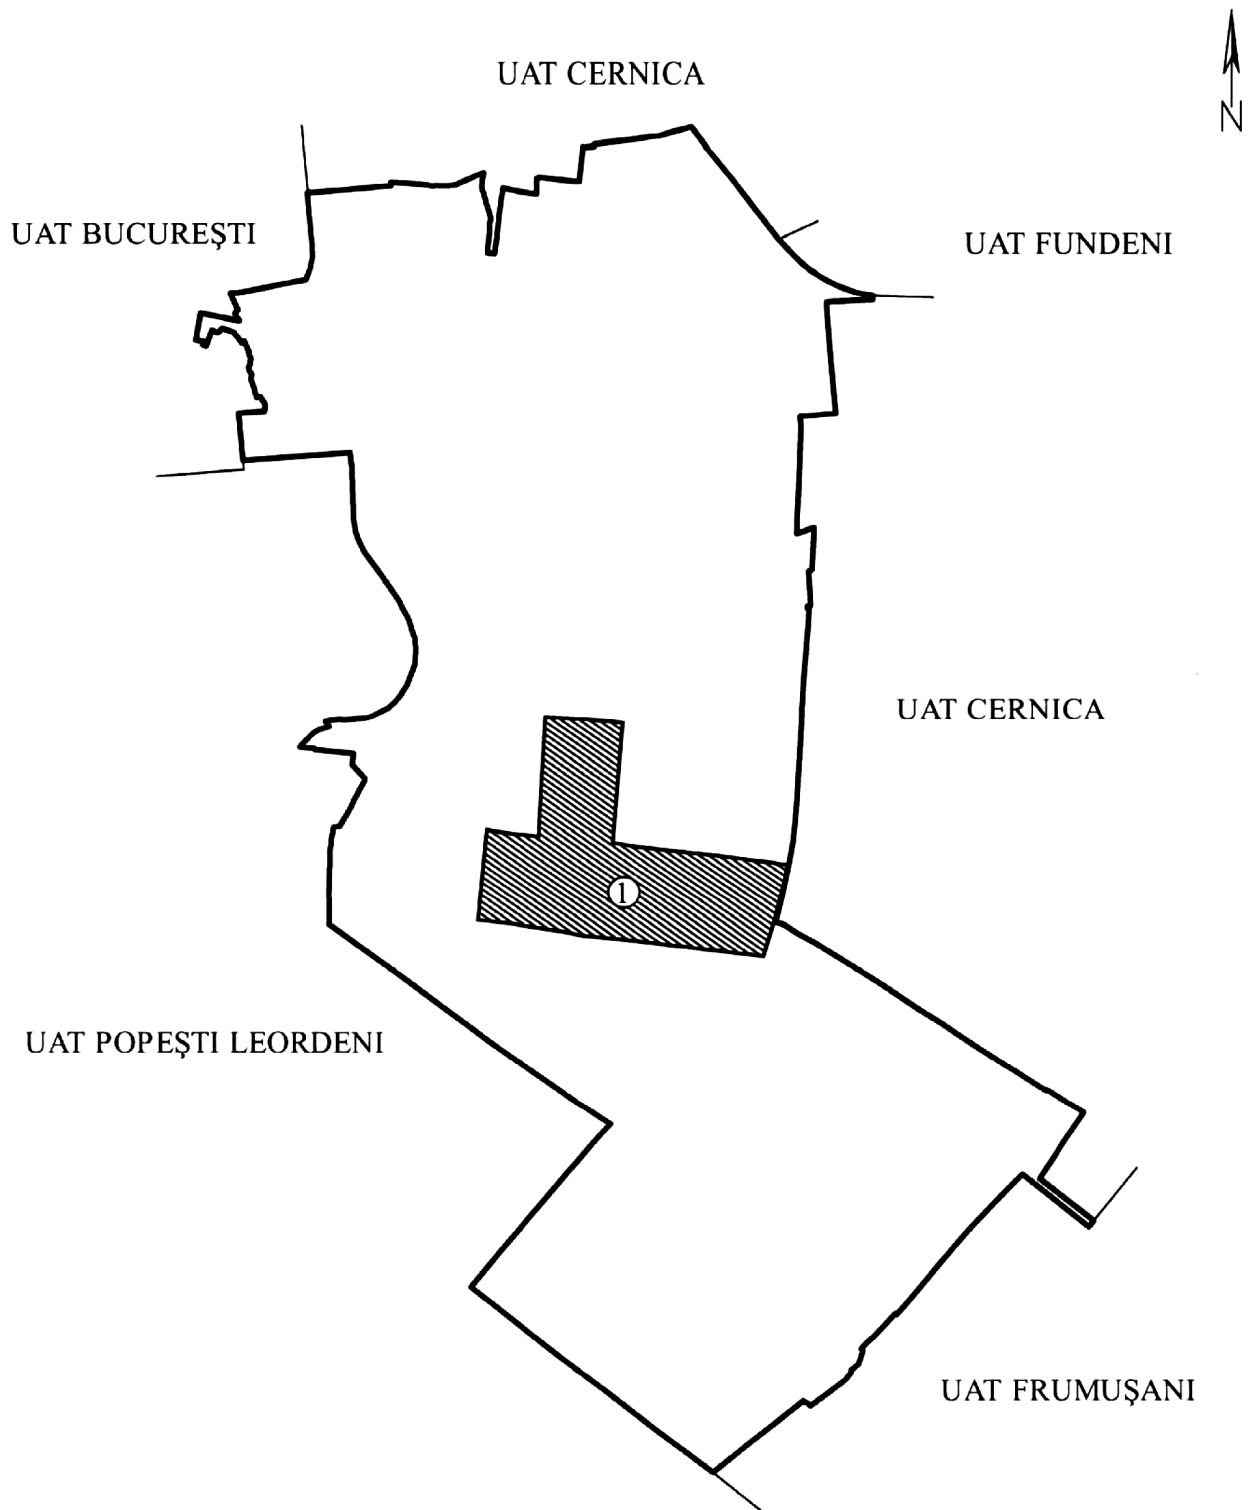 UAT CERNICA
N
UAT BUCUREŞTI
UAT FUNDENI
UAT CERNICA
1
UAT POPEŞTI LEORDENI
UAT FRUMUŞANI